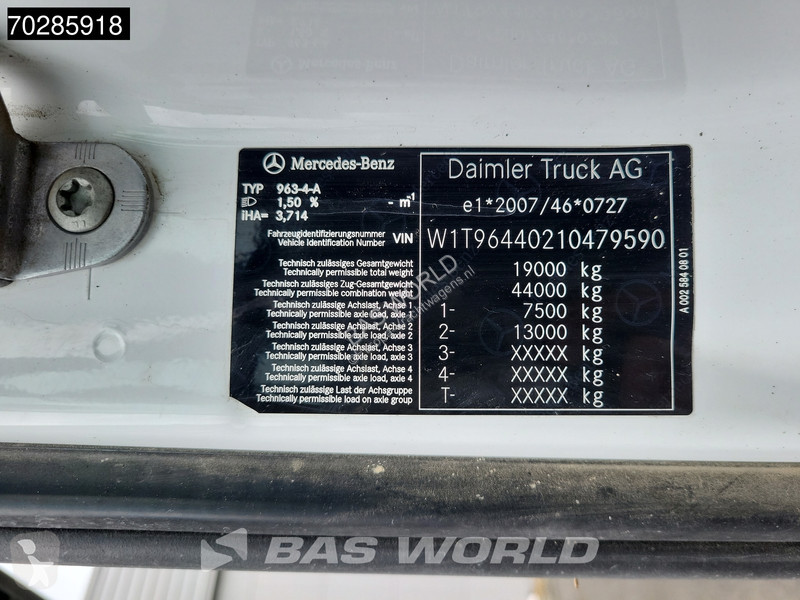 70285918
Mercedes-Benz
Daimler Truck AG
TYP 963-4-A
1,50 % - m-1
iHA= 3,714
e1*2007/46*0727
Fahrzeugidentifizierungsnummer
Vehicle Identification Number VIN
W1T96440210479590
Technisch zulässiges Gesamtgewicht
Technically permissible total weight
19000 kg
Technisch zulässiges Zug-Gesamtgewicht
Technically permissible combination weight
44000 kg
Technisch zulässige Achslast, Achse 1
Technically permissible axle load, axle 1
1- 7500 kg
Technisch zulässige Achslast, Achse 2
Technically permissible axle load, axle 2
2- 13000 kg
Technisch zulässige Achslast, Achse 3
Technically permissible axle load, axle 3
3- XXXXX kg
Technisch zulässige Achslast, Achse 4
Technically permissible axle load, axle 4
4- XXXXX kg
Technisch zulässige Last der Achsgruppe
Technically permissible load on axle group
T- XXXXX kg
A 002 584 08 01
BAS WORLD
BAS WORLD